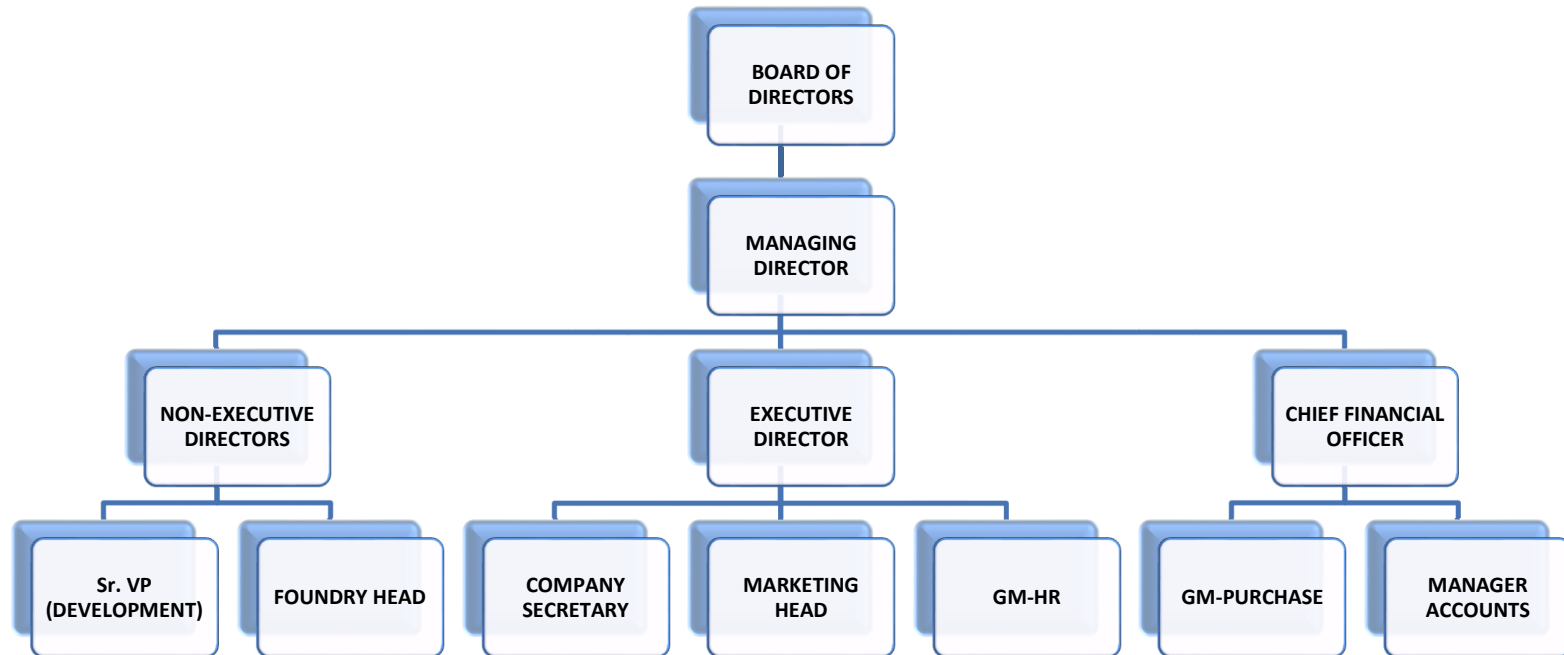 BOARD OF
DIRECTORS
MANAGING
DIRECTOR
NON-EXECUTIVE
DIRECTORS
EXECUTIVE
DIRECTOR
CHIEF FINANCIAL
OFFICER
Sr. VP
(DEVELOPMENT)
FOUNDRY HEAD
COMPANY
SECRETARY
MARKETING
HEAD
GM-HR
GM-PURCHASE
MANAGER
ACCOUNTS